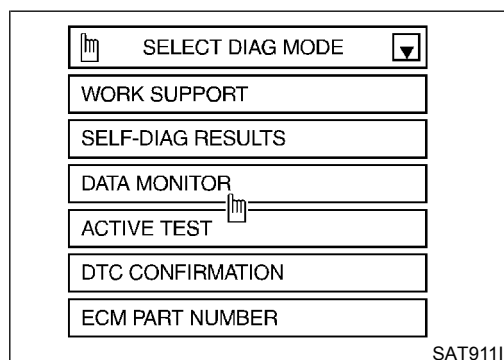 SELECT DIAG MODE
WORK SUPPORT
SELF-DIAG RESULTS
DATA MONITOR
ACTIVE TEST
DTC CONFIRMATION
ECM PART NUMBER
SAT911I